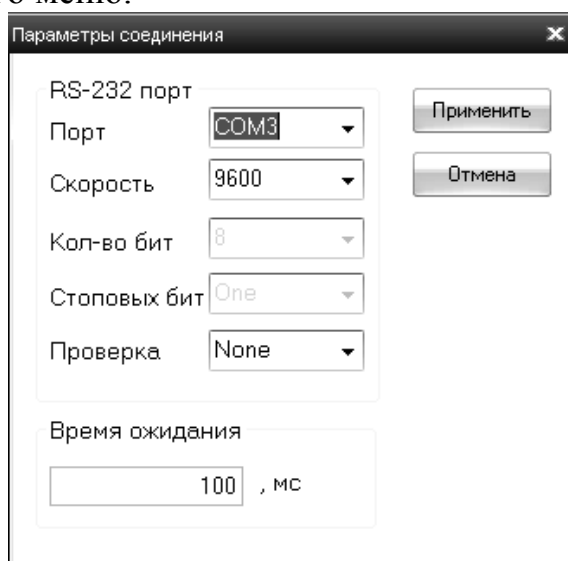 о меню.
Параметры соединения x
RS-232 порт
Применить
Порт COM3
Отмена
Скорость 9600
Кол-во бит 8
Стоповых бит One
Проверка None
Время ожидания
100 , мс